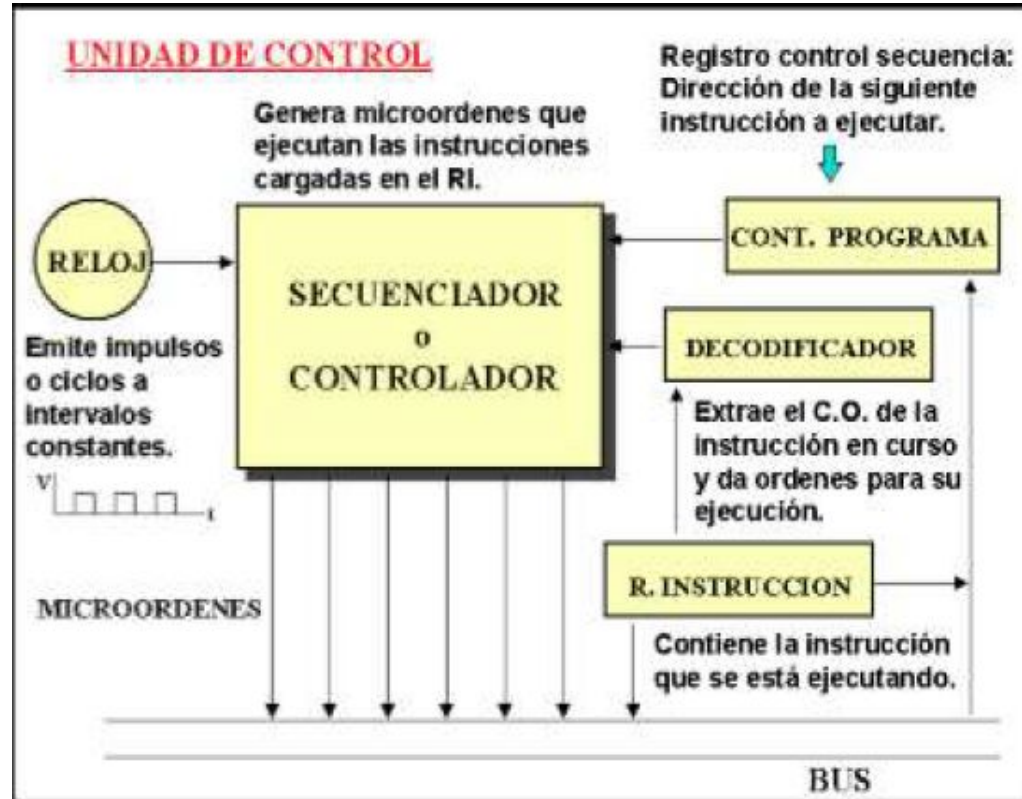 UNIDAD DE CONTROL
Registro control secuencia:
Dirección de la siguiente
instrucción a ejecutar.
Genera microordenes que
ejecutan las instrucciones
cargadas en el RI.
RELOJ
SECUENCIADOR
o
CONTROLADOR
CONT. PROGRAMA
DECODIFICADOR
Emite impulsos
o ciclos a
intervalos
constantes.
V
t
Extrae el C.O. de la
instrucción en curso
y da ordenes para su
ejecución.
R. INSTRUCCION
MICROORDENES
Contiene la instrucción
que se está ejecutando.
BUS